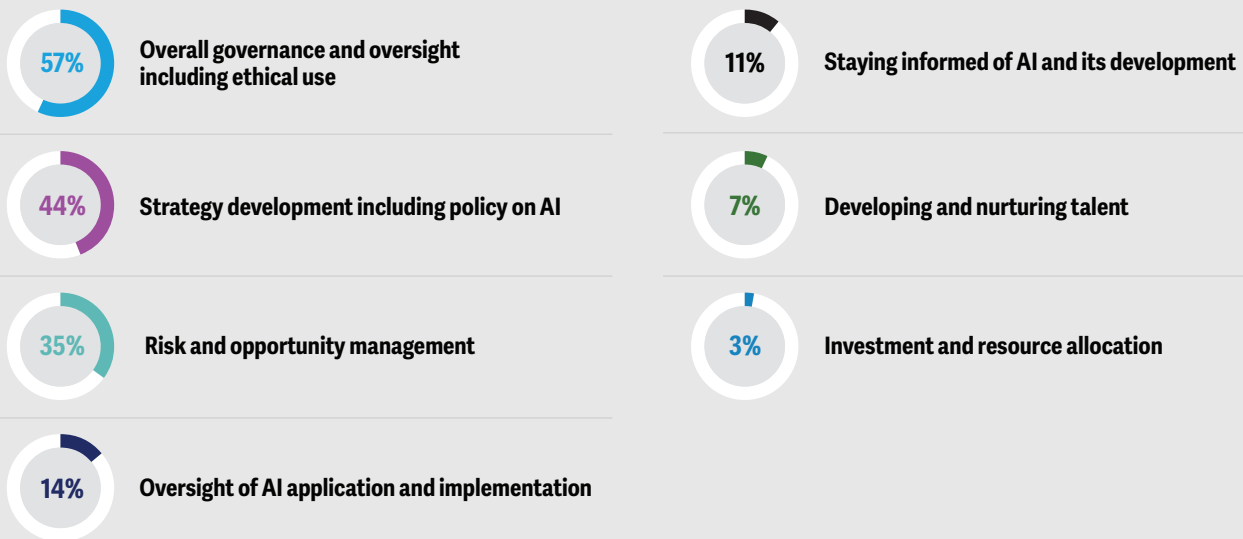 57%
Overall governance and oversight
including ethical use
44%
Strategy development including policy on AI
35%
Risk and opportunity management
14%
Oversight of AI application and implementation
11%
Staying informed of AI and its development
7%
Developing and nurturing talent
3%
Investment and resource allocation